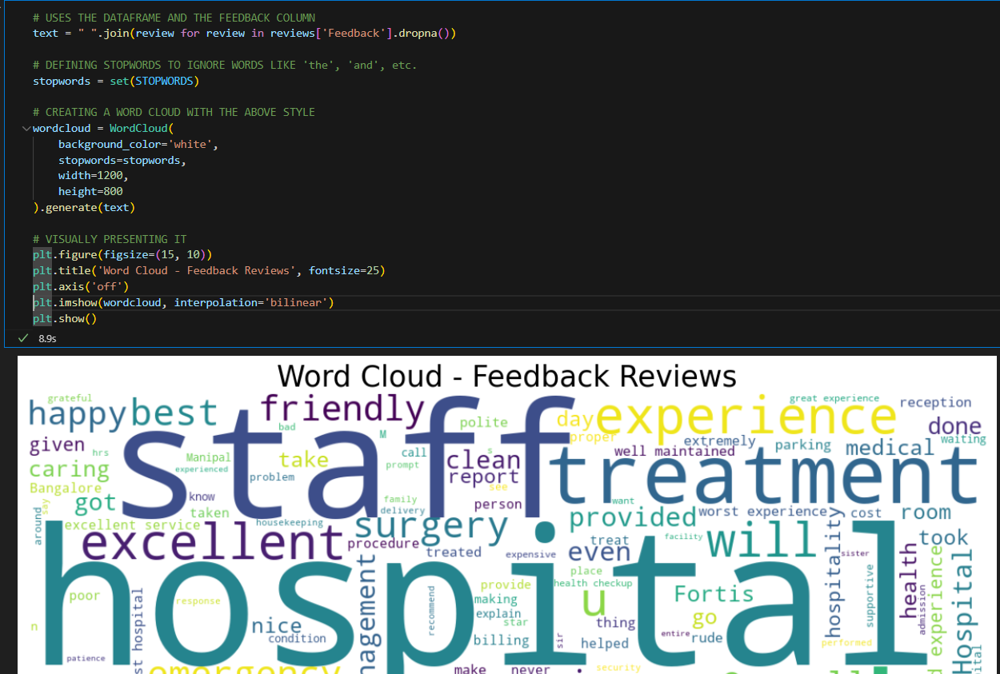 # USES THE DATAFRAME AND THE FEEDBACK COLUMN
text = " ".join(review for review in reviews['Feedback'].dropna())
# DEFINING STOPWORDS TO IGNORE WORDS LIKE 'the', 'and', etc.
stopwords = set(STOPWORDS)
# CREATING A WORD CLOUD WITH THE ABOVE STYLE
wordcloud = WordCloud(
background_color='white',
stopwords=stopwords,
width=1200,
height=800
).generate(text)
# VISUALLY PRESENTING IT
plt.figure(figsize=(15, 10))
plt.title('Word Cloud - Feedback Reviews', fontsize=25)
plt.axis('off')
plt.imshow(wordcloud, interpolation='bilinear')
plt.show()
8.9s
Word Cloud - Feedback Reviews
grateful
happy
best
friendly
staff
bad
polite
M
day
experience
great experience
reception
done
proper
extremely
parking
medical
waiting
given
hrs
Manipal
experienced
take
call
prompt
clean
s
well maintained
treatment
caring
problem
report
see
Bangalore
got
know
taken
family
delivery
person
want
provided
worst experience
cost
room
around
say
excellent service
housekeeping
surgery
excellent
procedure
treated
expensive
treat
even
facility
will
hospitality
sister
took
hospital
place
health checkup
provide
making
explain
star
u
Fortis
go
thing
health
admission
supportive
experience
Hospital
poor
response
recommend
nice
condition
n
patience
billing
sir
helped
entire
rude
performed
make
never
security
emergency